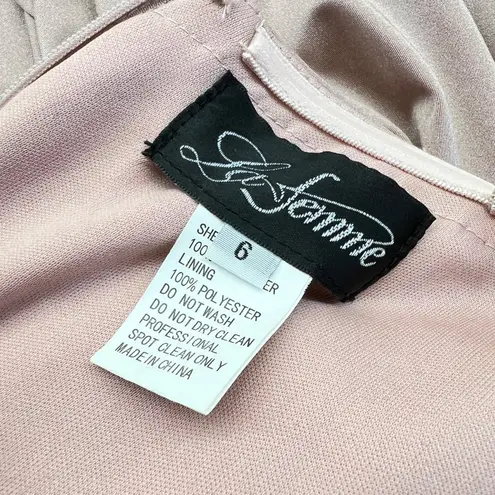 La Femme
6
SHE
100 ER
LINING
100% POLYESTER
DO NOT WASH
DO NOT DRY CLEAN
PROFESSIONAL
SPOT CLEAN ONLY
MADE IN CHINA